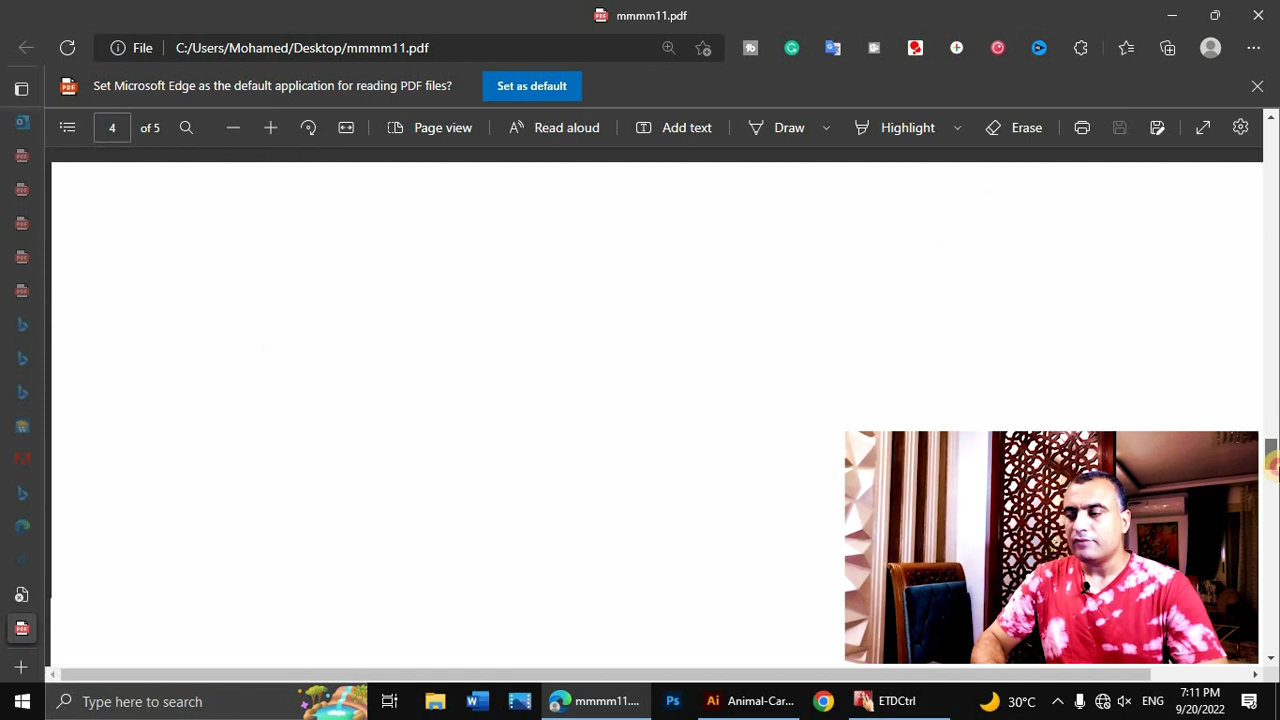 mmmm11.pdf
File
C:/Users/Mohamed/Desktop/mmmm11.pdf
Set Microsoft Edge as the default application for reading PDF files?
Set as default
4 of 5
Page view
Read aloud
Add text
Draw
Highlight
Erase
Type here to search
mmmm11....
Animal-Car...
ETDCtrl
30°C
ENG
7:11 PM
9/20/2022